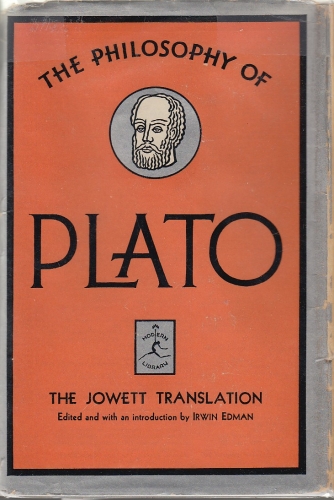 THE PHILOSOPHY OF
PLATO
MODERN
LIBRARY
THE JOWETT TRANSLATION
Edited and with an introduction by IRWIN EDMAN